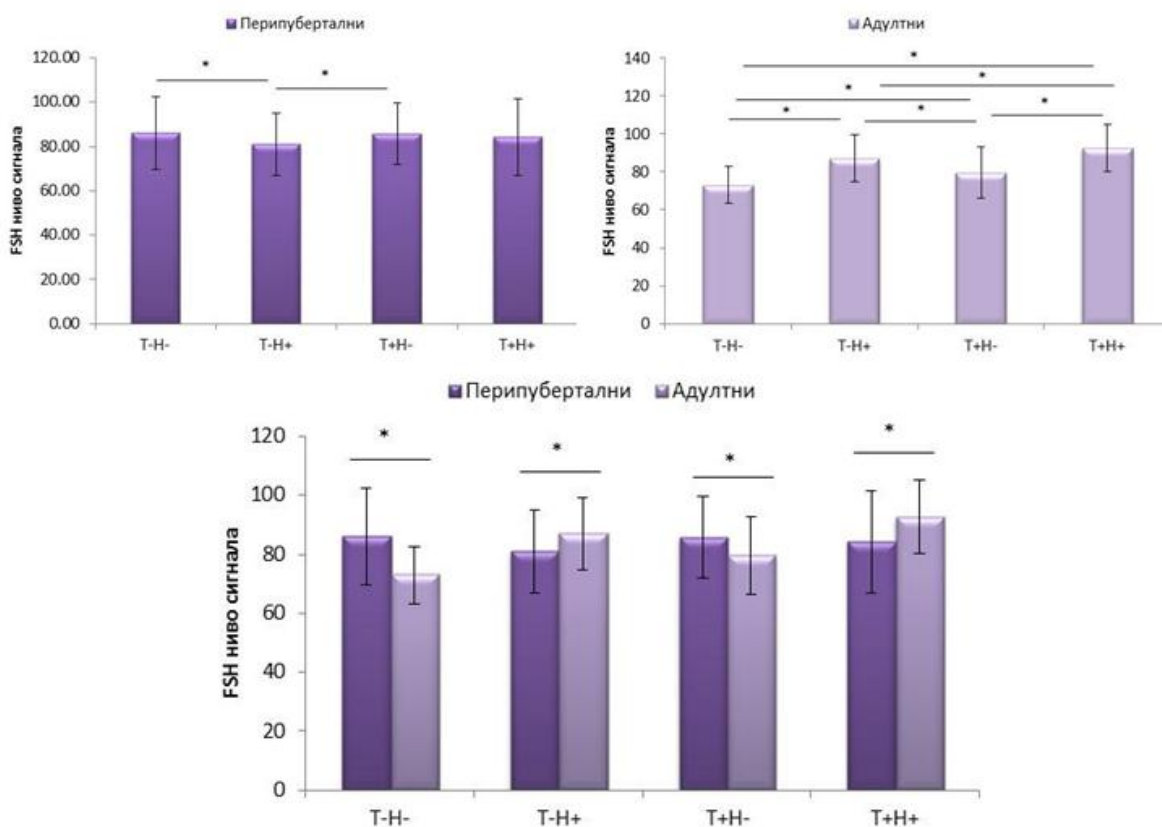 Перипубертални
FSH ниво сигнала
120.00
100.00
80.00
60.00
40.00
20.00
0.00
*
*
T-H-
T-H+
T+H-
T+H+
Адултни
FSH ниво сигнала
140
120
100
80
60
40
20
0
*
*
*
*
*
*
T-H-
T-H+
T+H-
T+H+
Перипубертални Адултни
FSH ниво сигнала
120
100
80
60
40
20
0
*
*
*
*
T-H-
T-H+
T+H-
T+H+